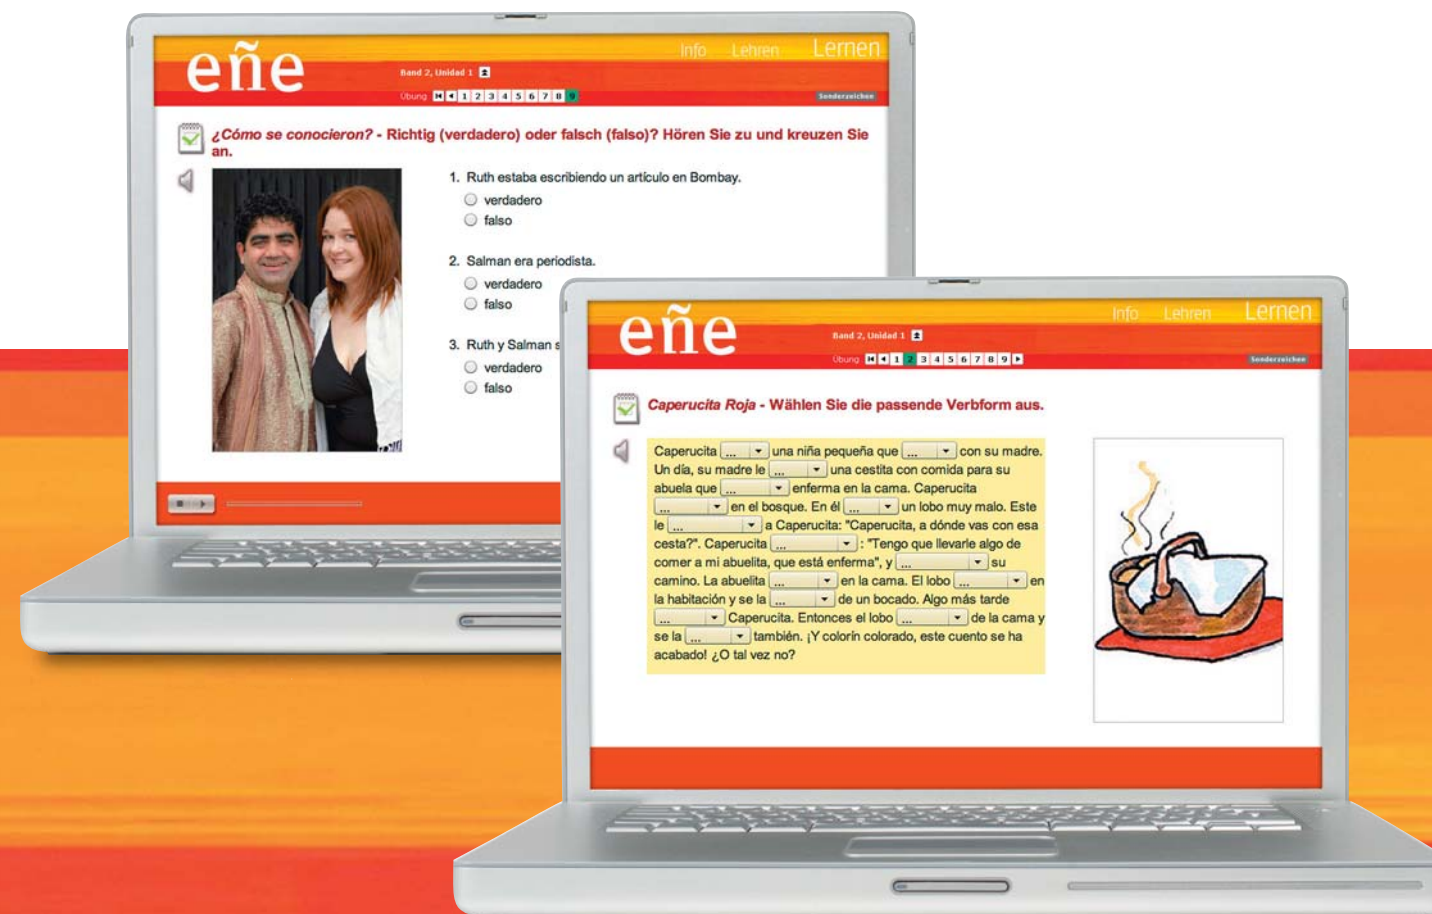 eñe
Info Lehren Lernen
Band 2, Unidad 1
Übung 1 2 3 4 5 6 7 8 9
Sonderzeichen
¿Cómo se conocieron? - Richtig (verdadero) oder falsch (falso)? Hören Sie zu und kreuzen Sie
an.
1. Ruth estaba escribiendo un artículo en Bombay.
verdadero
falso
2. Salman era periodista.
verdadero
falso
3. Ruth y Salman s
verdadero
falso
eñe
Info Lehren Lernen
Band 2, Unidad 1
Übung 1 2 3 4 5 6 7 8 9
Sonderzeichen
Caperucita Roja - Wählen Sie die passende Verbform aus.
Caperucita ... una niña pequeña que ... con su madre.
Un día, su madre le ... una cestita con comida para su
abuela que ... enferma en la cama. Caperucita
... en el bosque. En él ... un lobo muy malo. Este
le ... a Caperucita: "Caperucita, a dónde vas con esa
cesta?". Caperucita ... : "Tengo que llevarle algo de
comer a mi abuelita, que está enferma", y ... su
camino. La abuelita ... en la cama. El lobo ... en
la habitación y se la ... de un bocado. Algo más tarde
... Caperucita. Entonces el lobo ... de la cama y
se la ... también. ¡Y colorín colorado, este cuento se ha
acabado! ¿O tal vez no?